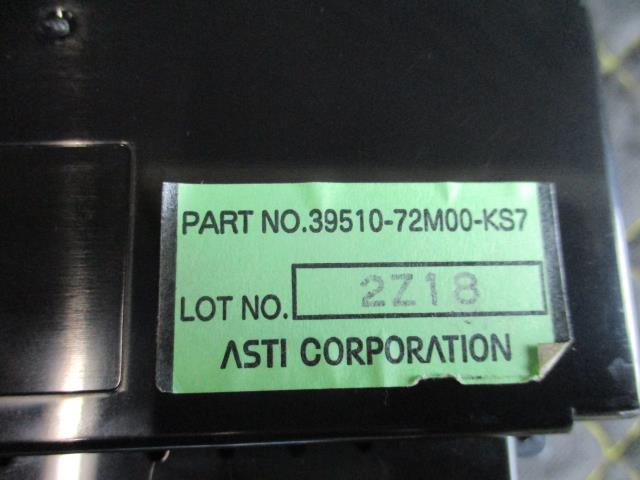 PART NO.39510-72M00-KS7
LOT NO. 2Z18
ASTI CORPORATION